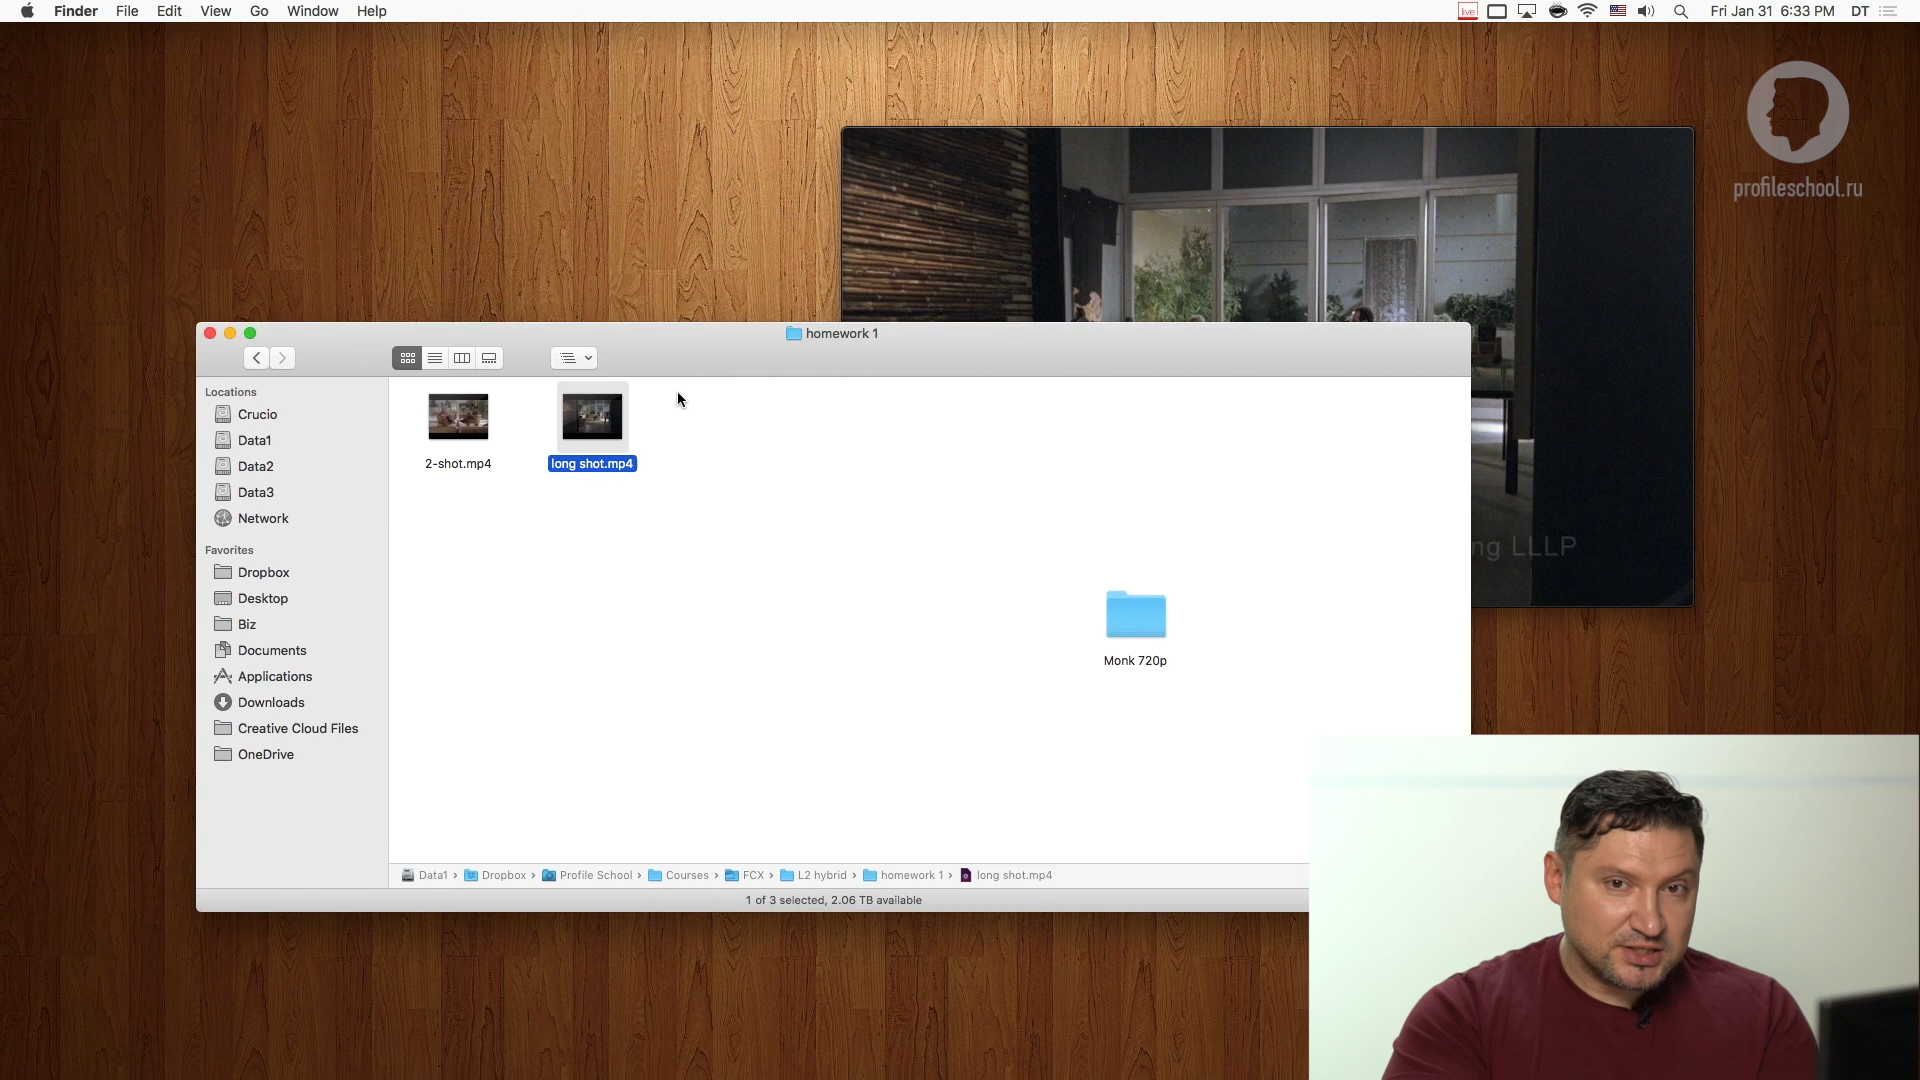 Finder File Edit View Go Window Help
live
Fri Jan 31 6:33 PM DT
profileschool.ru
homework 1
Locations
Crucio
Data1
Data2
Data3
Network
Favorites
Dropbox
Desktop
Biz
Documents
Applications
Downloads
Creative Cloud Files
OneDrive
2-shot.mp4
long shot.mp4
ng LLLP
Monk 720p
Data1 › Dropbox › Profile School › Courses › FCX › L2 hybrid › homework 1 › long shot.mp4
1 of 3 selected, 2.06 TB available